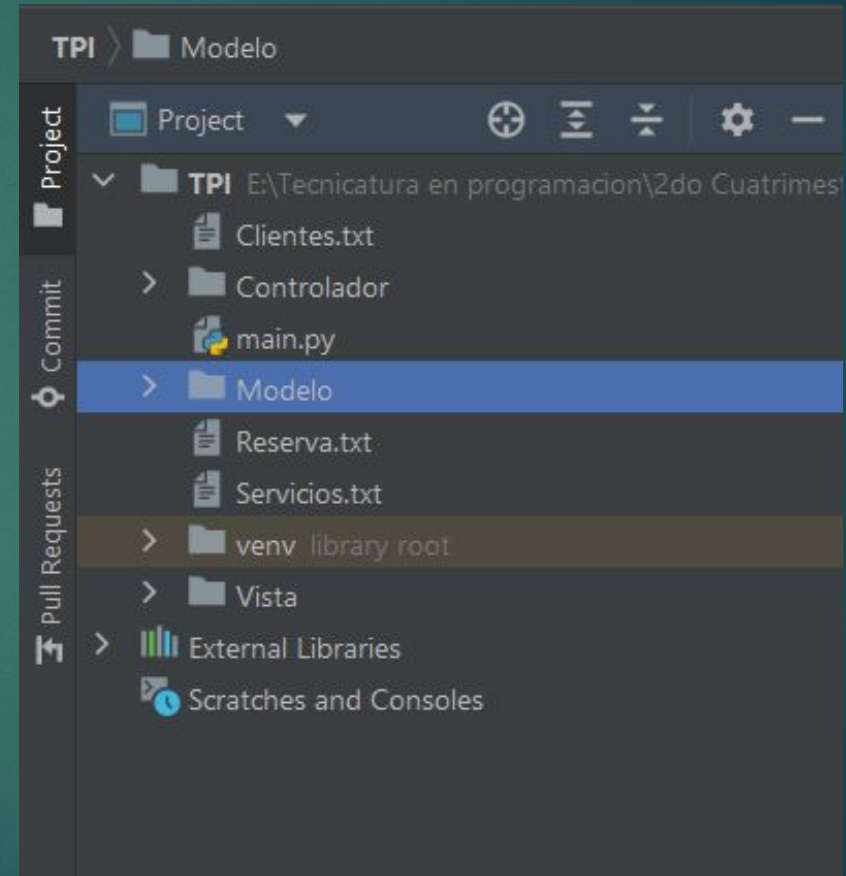 TPI Modelo
Project
TPI E:\Tecnicatura en programacion\2do Cuatrimest
Clientes.txt
Controlador
main.py
Modelo
Reserva.txt
Servicios.txt
venv library root
Vista
External Libraries
Scratches and Consoles
Project
Commit
Pull Requests